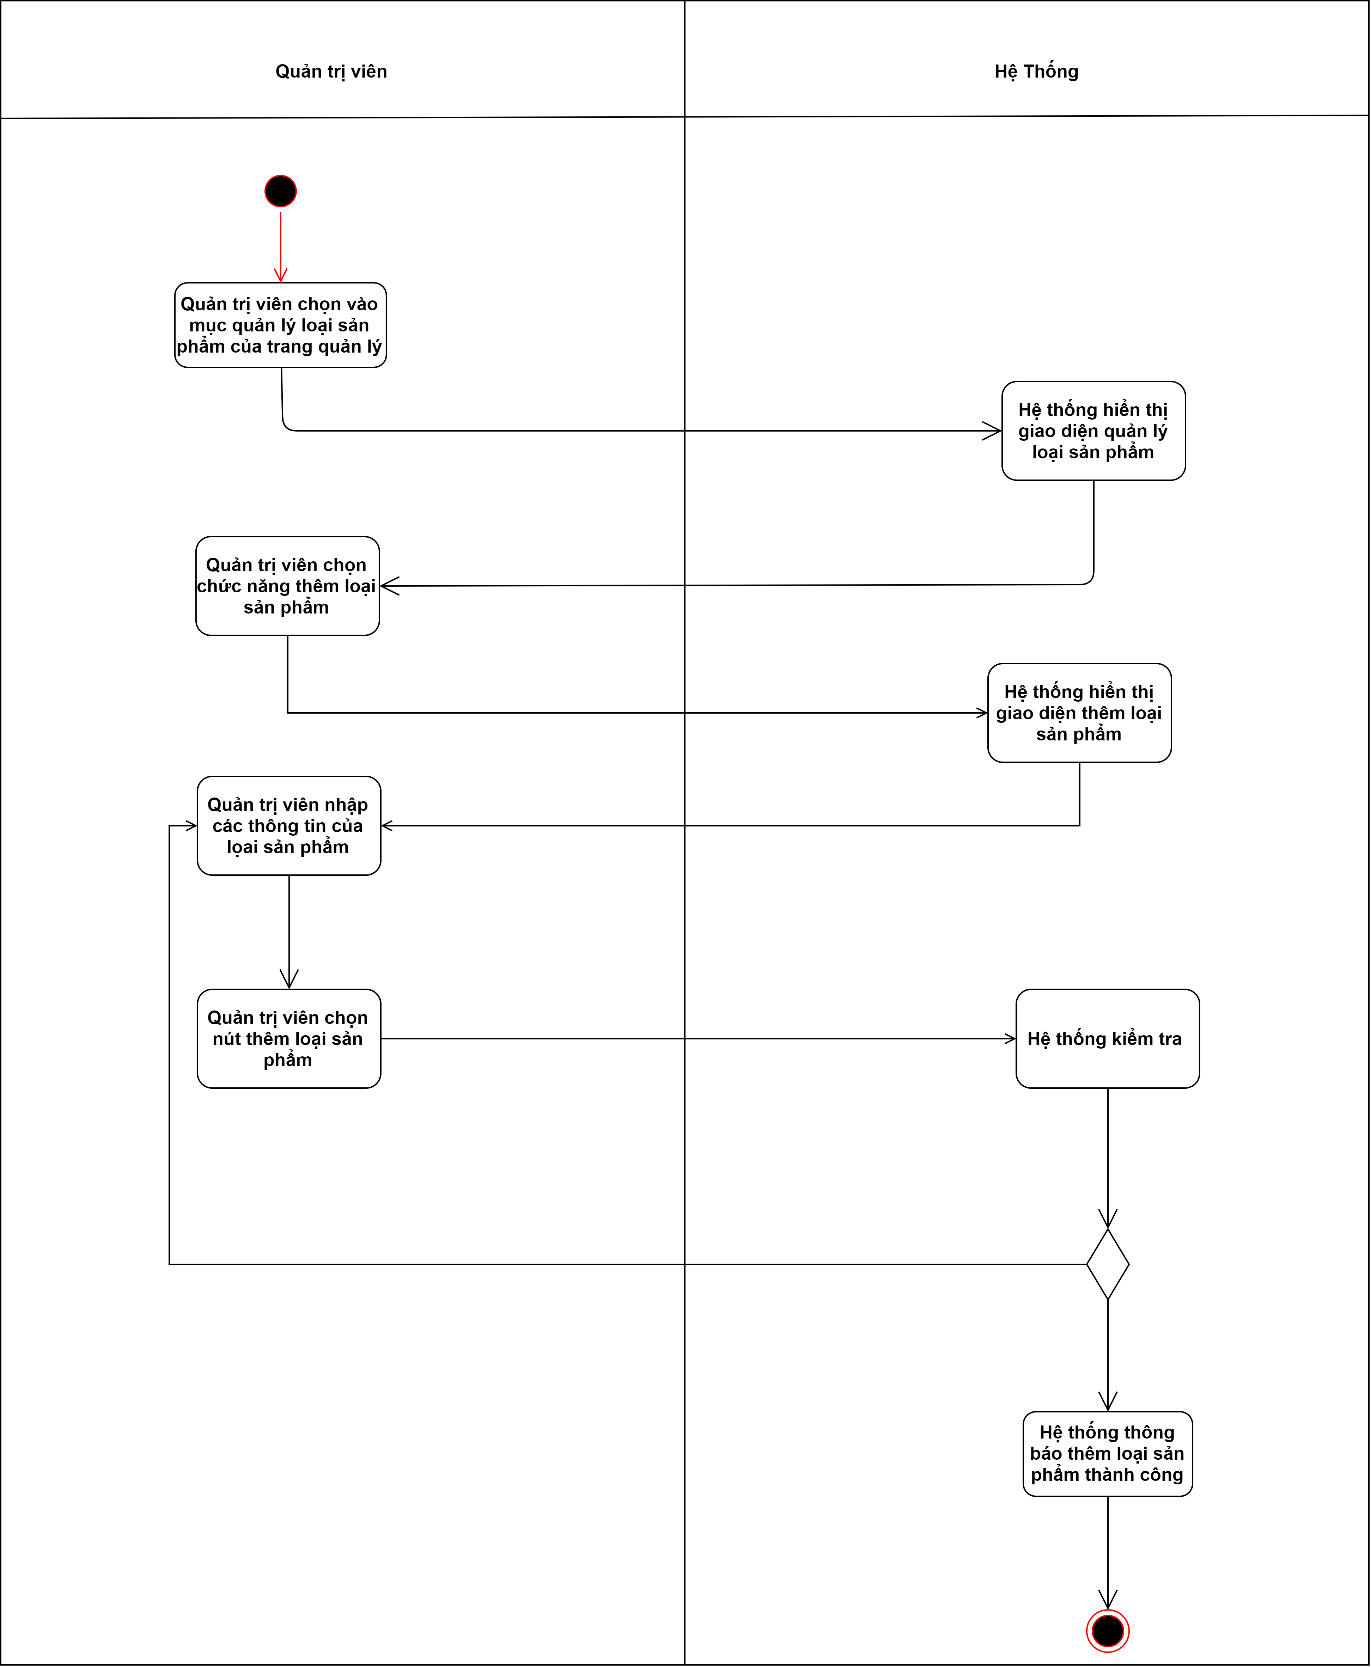 Quản trị viên
Hệ Thống
Quản trị viên chọn vào
mục quản lý loại sản
phẩm của trang quản lý
Hệ thống hiển thị
giao diện quản lý
loại sản phẩm
Quản trị viên chọn
chức năng thêm loại
sản phẩm
Hệ thống hiển thị
giao diện thêm loại
sản phẩm
Quản trị viên nhập
các thông tin của
lọai sản phẩm
Quản trị viên chọn
nút thêm loại sản
phẩm
Hệ thống kiểm tra
Hệ thống thông
báo thêm loại sản
phẩm thành công